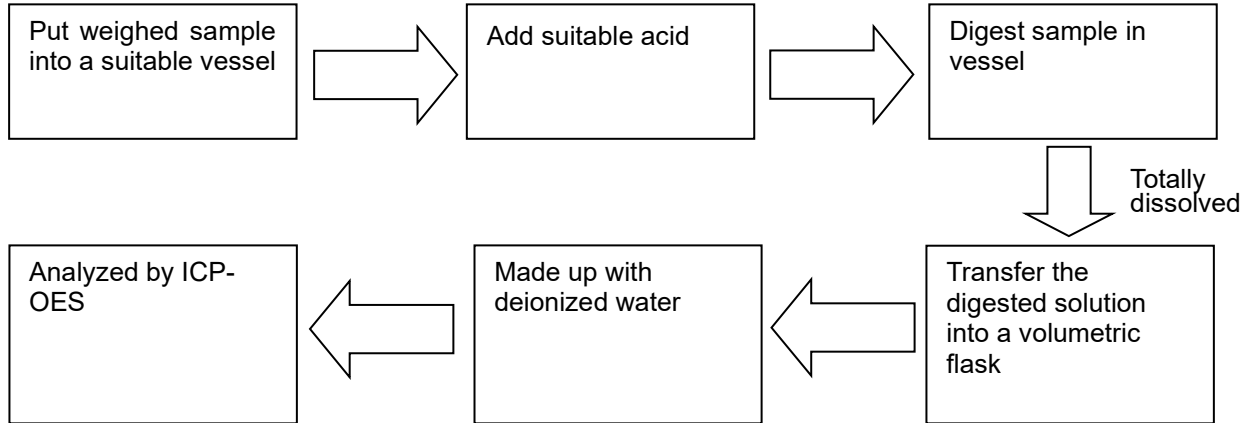 Put weighed sample
into a suitable vessel
Add suitable acid
Digest sample in
vessel
Totally
dissolved
Transfer the
digested solution
into a volumetric
flask
Made up with
deionized water
Analyzed by ICP-
OES